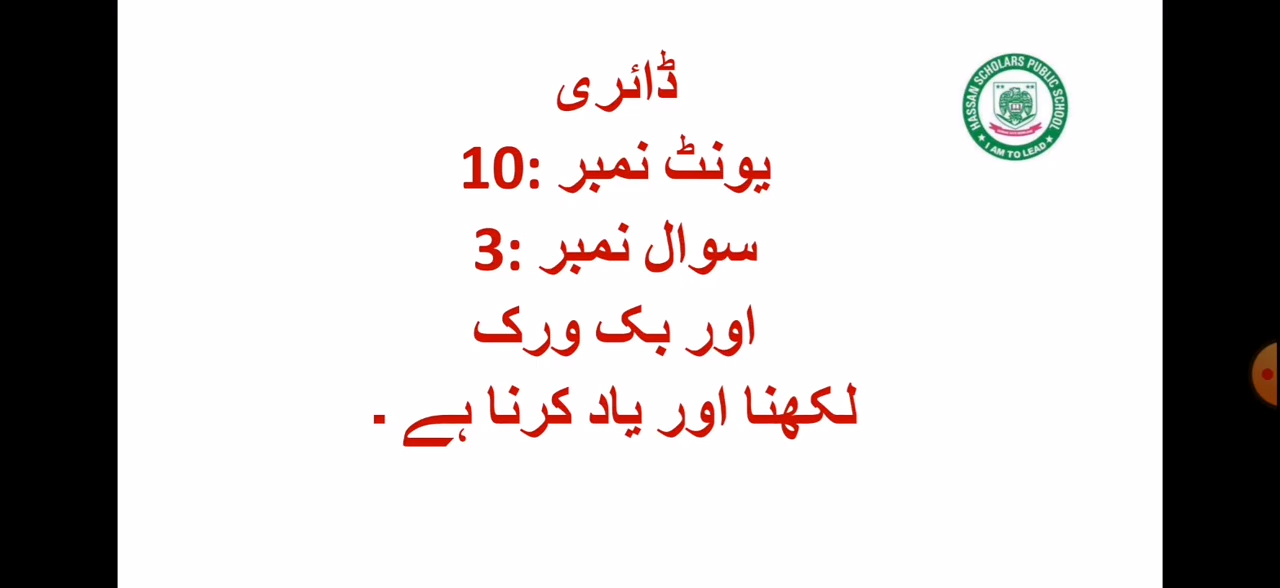 ڈائری
یونٹ نمبر :10
سوال نمبر :3
اور بک ورک
لکھنا اور یاد کرنا ہے .
HASSAN SCHOLARS PUBLIC SCHOOL
I AM TO LEAD